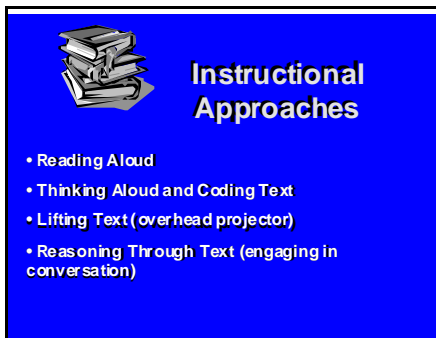 Instructional
Approaches
• Reading Aloud
• Thinking Aloud and Coding Text
• Lifting Text (overhead projector)
• Reasoning Through Text (engaging in
conversation)